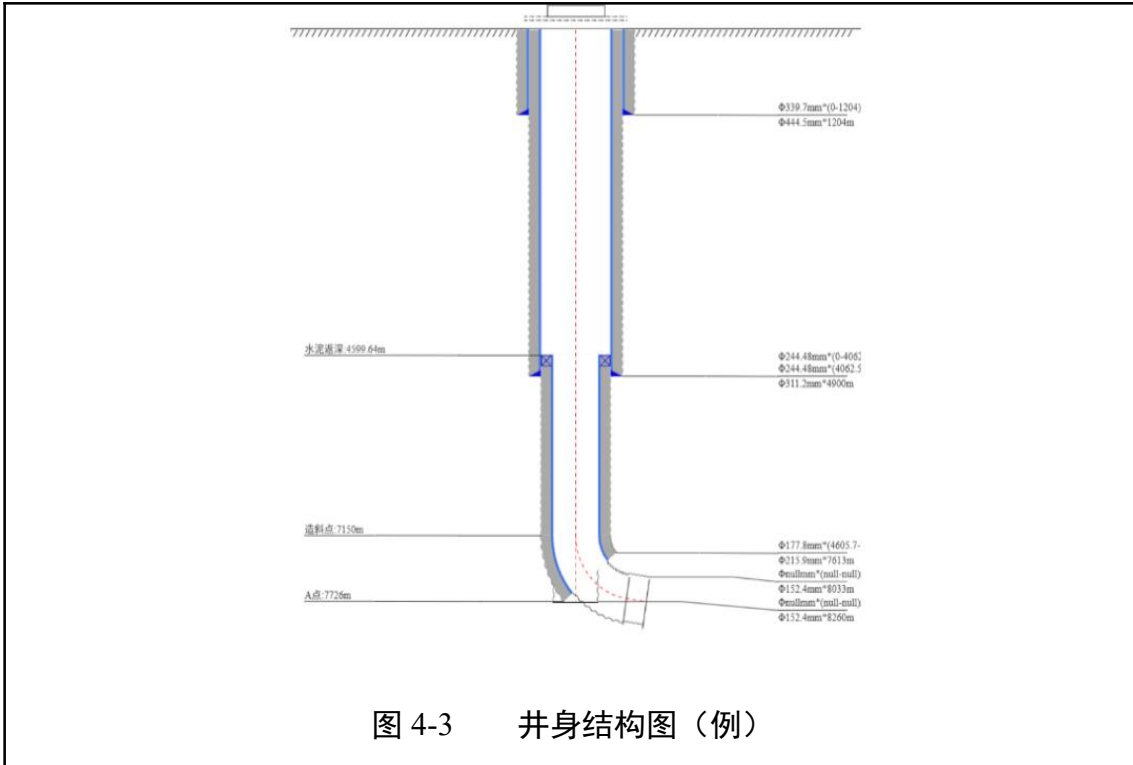 Φ339.7mm*(0-1204)
Φ444.5mm*1204m
水泥返深:4599.64m
Φ244.48mm*(0-4062
Φ244.48mm*(4062.5
Φ311.2mm*4900m
造斜点:7150m
Φ177.8mm*(4605.7-
Φ215.9mm*7613m
Φnullmm*(null-null)
Φ152.4mm*8033m
A点:7726m
Φnullmm*(null-null)
Φ152.4mm*8260m
图 4-3 井身结构图（例）